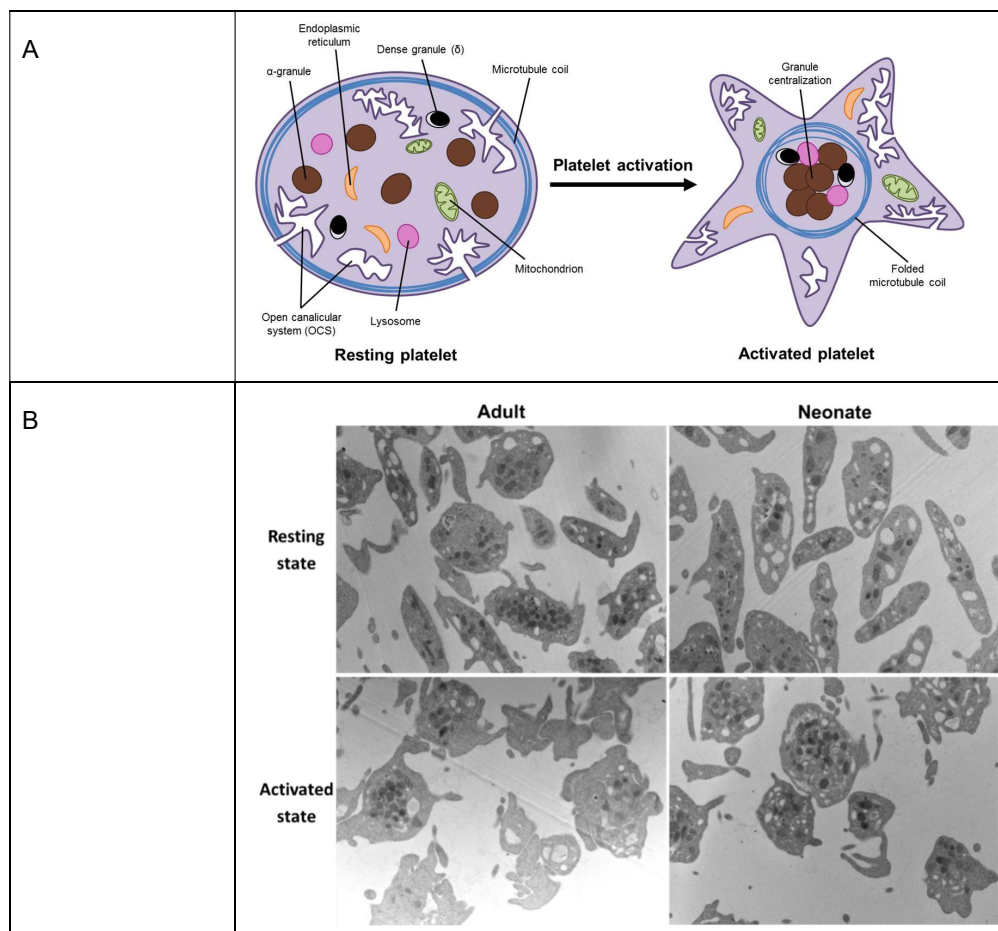 A
Endoplasmic
reticulum
Dense granule (δ)
α-granule
Microtubule coil
Open canalicular
system (OCS)
Lysosome
Mitochondrion
Resting platelet
Platelet activation
Granule
centralization
Folded
microtubule coil
Activated platelet
B
Adult
Neonate
Resting
state
Activated
state